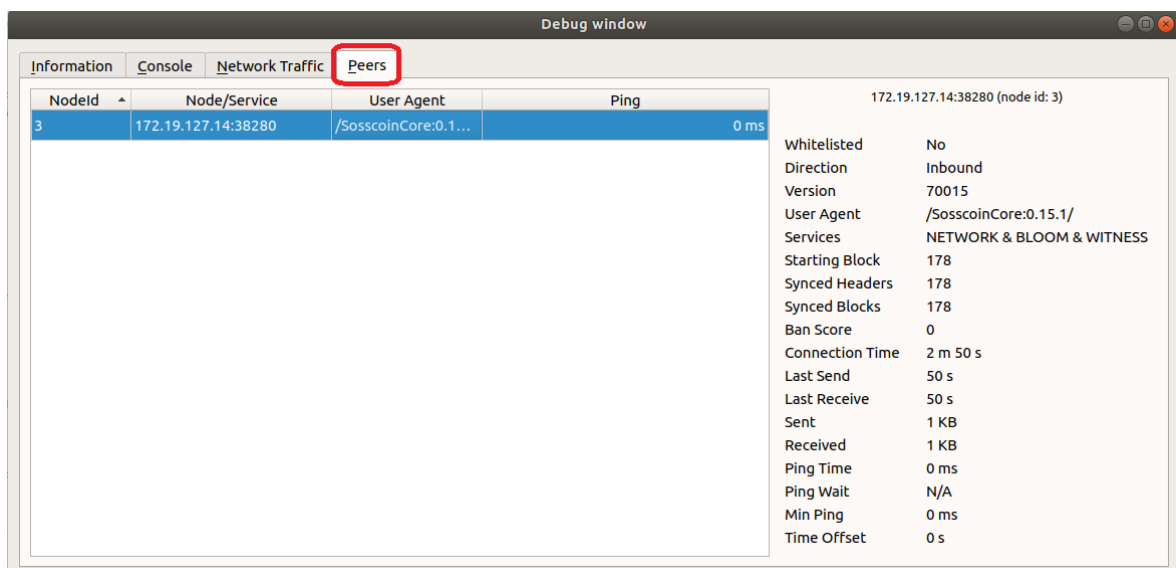 Debug window
Information Console Network Traffic Peers
NodeId Node/Service User Agent Ping
3 172.19.127.14:38280 /SosscoinCore:0.1... 0 ms
172.19.127.14:38280 (node id: 3)
Whitelisted No
Direction Inbound
Version 70015
User Agent /SosscoinCore:0.15.1/
Services NETWORK & BLOOM & WITNESS
Starting Block 178
Synced Headers 178
Synced Blocks 178
Ban Score 0
Connection Time 2 m 50 s
Last Send 50 s
Last Receive 50 s
Sent 1 KB
Received 1 KB
Ping Time 0 ms
Ping Wait N/A
Min Ping 0 ms
Time Offset 0 s